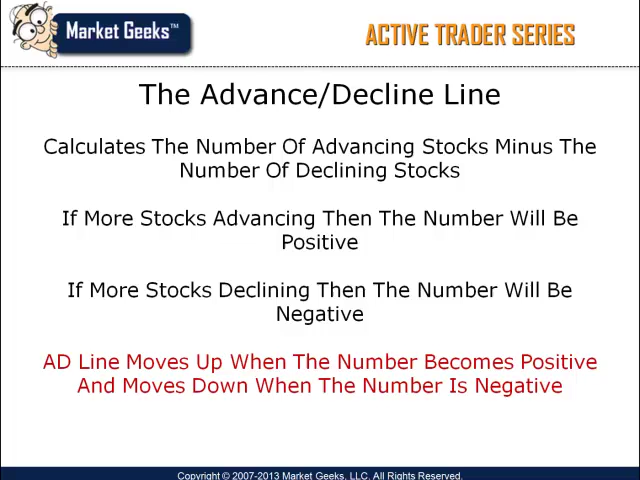 Market Geeks™
ACTIVE TRADER SERIES
The Advance/Decline Line
Calculates The Number Of Advancing Stocks Minus The
Number Of Declining Stocks
If More Stocks Advancing Then The Number Will Be
Positive
If More Stocks Declining Then The Number Will Be
Negative
AD Line Moves Up When The Number Becomes Positive
And Moves Down When The Number Is Negative
Copyright © 2007-2013 Market Geeks, LLC. All Rights Reserved.